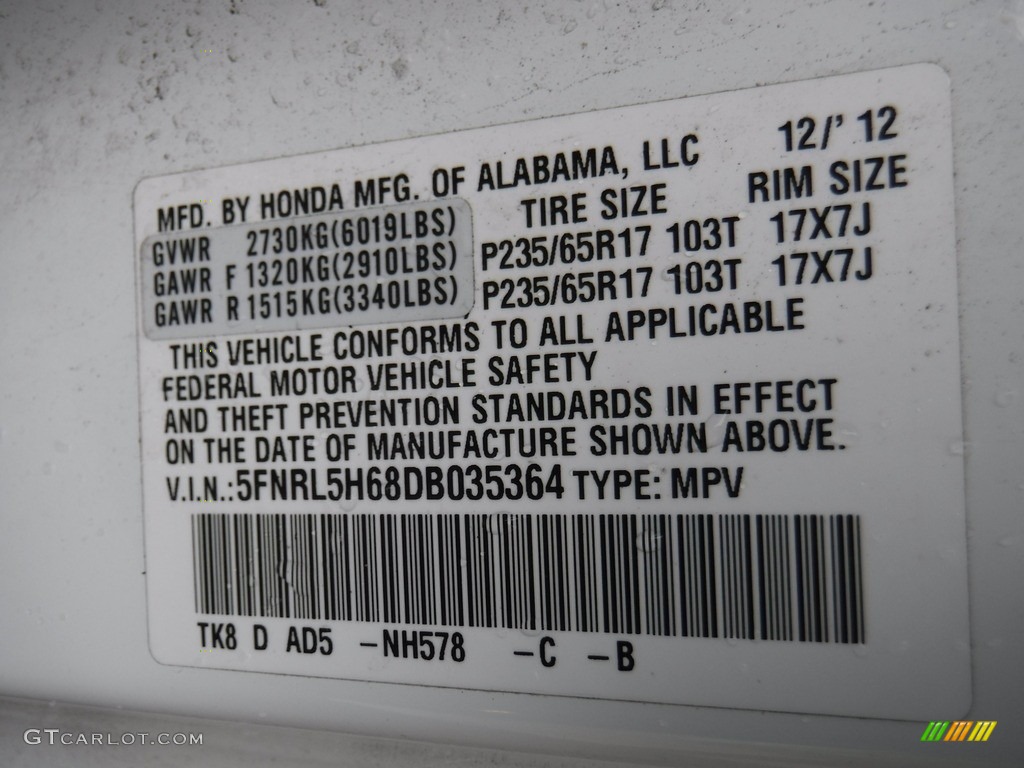 MFD. BY HONDA MFG. OF ALABAMA, LLC 12/' 12
GVWR 2730KG(6019LBS) TIRE SIZE RIM SIZE
GAWR F 1320KG(2910LBS) P235/65R17 103T 17X7J
GAWR R 1515KG(3340LBS) P235/65R17 103T 17X7J
THIS VEHICLE CONFORMS TO ALL APPLICABLE
FEDERAL MOTOR VEHICLE SAFETY
AND THEFT PREVENTION STANDARDS IN EFFECT
ON THE DATE OF MANUFACTURE SHOWN ABOVE.
V.I.N.:5FNRL5H68DB035364 TYPE: MPV
TK8 D AD5 –NH578 –C –B
GTCARLOT.COM